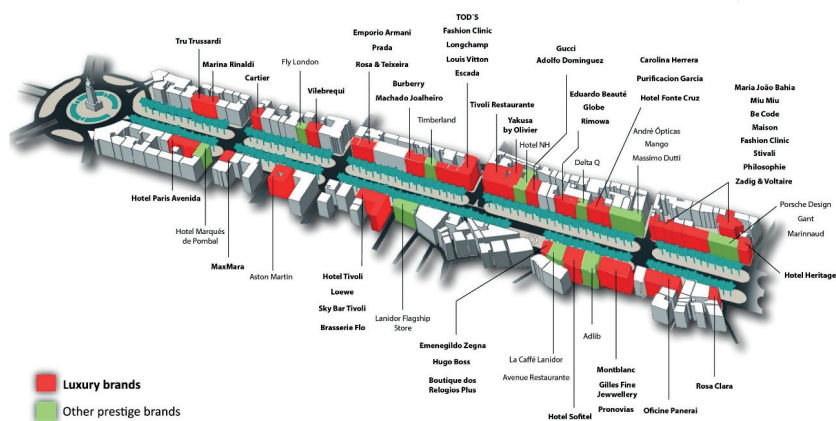 Tru Trussardi
Marina Rinaldi
Cartier
Fly London
Vilebrequi
Emporio Armani
Prada
Rosa & Teixeira
Burberry
Machado Joalheiro
Timberland
TOD'S
Fashion Clinic
Longchamp
Louis Vitton
Escada
Tivoli Restaurante
Yakusa
by Olivier
Hotel NH
Gucci
Adolfo Dominguez
Eduardo Beauté
Globe
Rimowa
Delta Q
Carolina Herrera
Purificacion Garcia
Hotel Fonte Cruz
André Ópticas
Mango
Massimo Dutti
Maria João Bahia
Miu Miu
Be Code
Maison
Fashion Clinic
Stivali
Philosophie
Zadig & Voltaire
Porsche Design
Gant
Marinnaud
Hotel Heritage
Hotel Paris Avenida
Hotel Marqués
de Pombal
MaxMara
Aston Martin
Hotel Tivoli
Loewe
Sky Bar Tivoli
Brasserie Flo
Lanidor Flagship
Store
Emenegildo Zegna
Hugo Boss
Boutique dos
Relogios Plus
La Caffé Lanidor
Avenue Restaurante
Hotel Sofitel
Adlib
Montblanc
Gilles Fine
Jewwellery
Pronovias
Oficine Panerai
Rosa Clara
Luxury brands
Other prestige brands